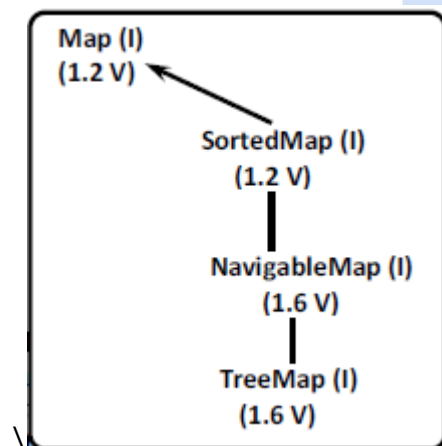 Map (I)
(1.2 V)
SortedMap (I)
(1.2 V)
NavigableMap (I)
(1.6 V)
TreeMap (I)
(1.6 V)
\